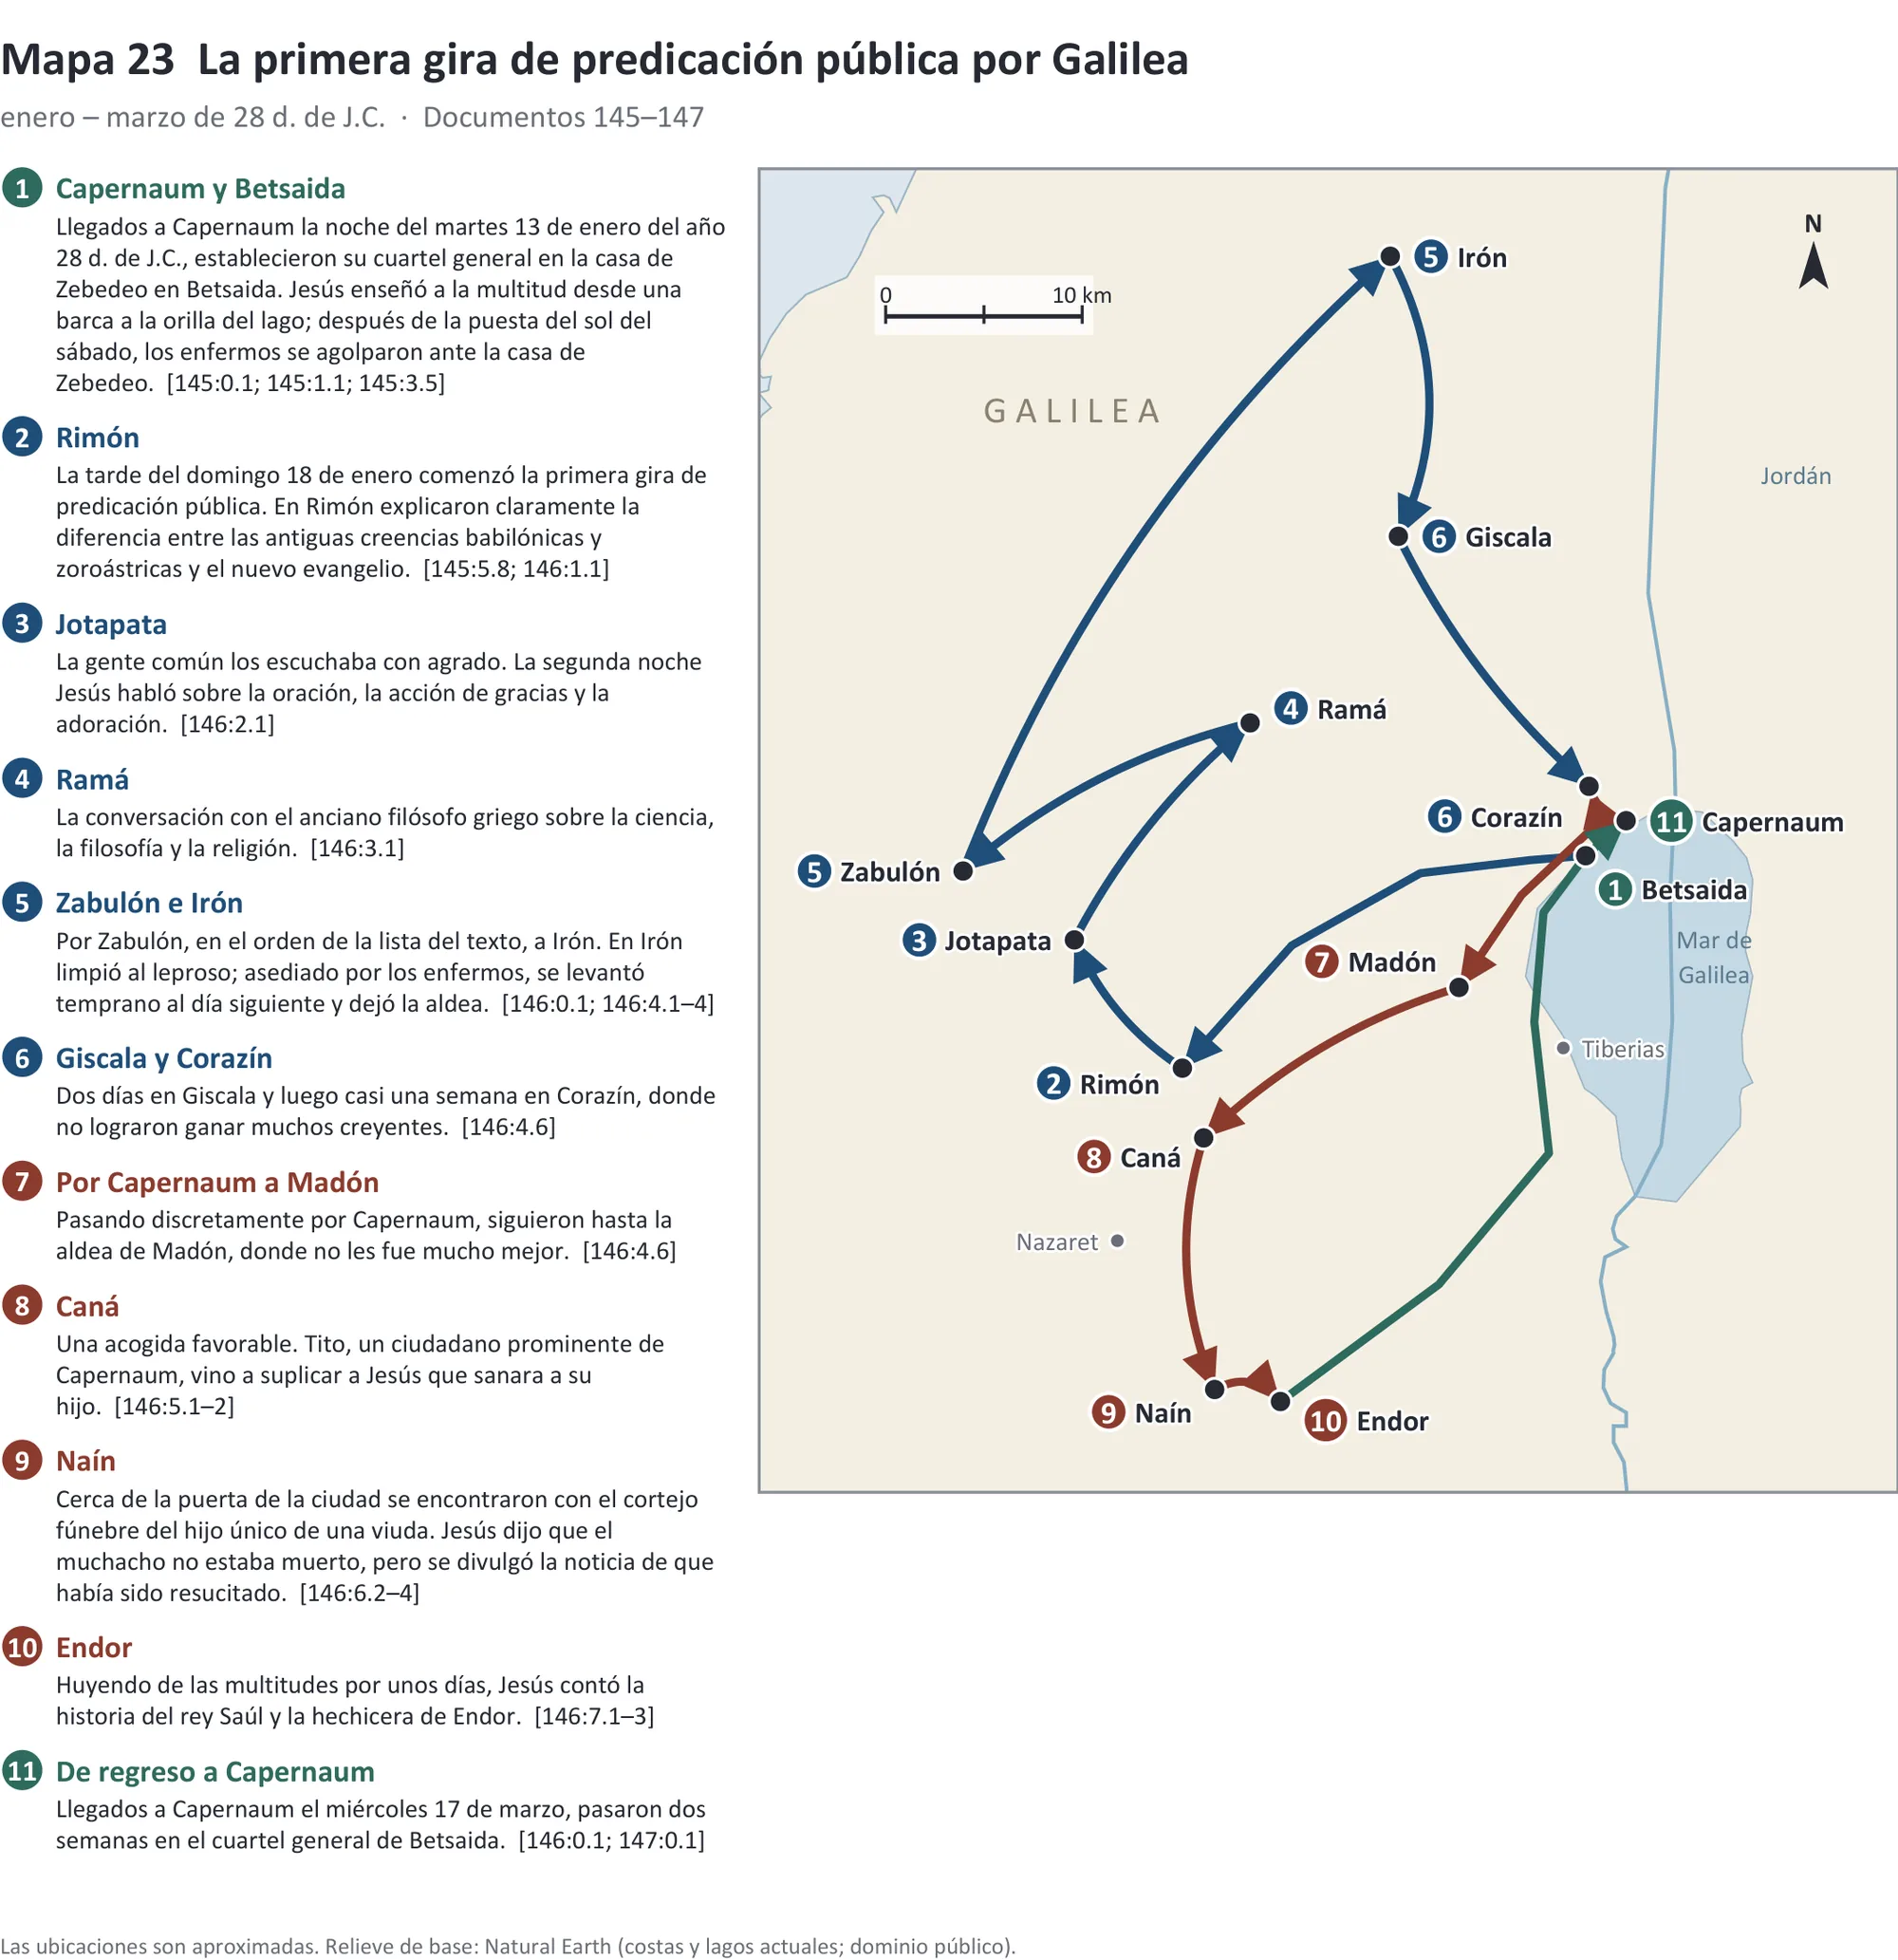 Mapa 23  La primera gira de predicación pública por Galilea
enero – marzo de 28 d. de J.C.  ·  Documentos 145–147
1 Capernaum y Betsaida
Llegados a Capernaum la noche del martes 13 de enero del año
28 d. de J.C., establecieron su cuartel general en la casa de
Zebedeo en Betsaida. Jesús enseñó a la multitud desde una
barca a la orilla del lago; después de la puesta del sol del
sábado, los enfermos se agolparon ante la casa de
Zebedeo.  [145:0.1; 145:1.1; 145:3.5]
2 Rimón
La tarde del domingo 18 de enero comenzó la primera gira de
predicación pública. En Rimón explicaron claramente la
diferencia entre las antiguas creencias babilónicas y
zoroástricas y el nuevo evangelio.  [145:5.8; 146:1.1]
3 Jotapata
La gente común los escuchaba con agrado. La segunda noche
Jesús habló sobre la oración, la acción de gracias y la
adoración.  [146:2.1]
4 Ramá
La conversación con el anciano filósofo griego sobre la ciencia,
la filosofía y la religión.  [146:3.1]
5 Zabulón e Irón
Por Zabulón, en el orden de la lista del texto, a Irón. En Irón
limpió al leproso; asediado por los enfermos, se levantó
temprano al día siguiente y dejó la aldea.  [146:0.1; 146:4.1–4]
6 Giscala y Corazín
Dos días en Giscala y luego casi una semana en Corazín, donde
no lograron ganar muchos creyentes.  [146:4.6]
7 Por Capernaum a Madón
Pasando discretamente por Capernaum, siguieron hasta la
aldea de Madón, donde no les fue mucho mejor.  [146:4.6]
8 Caná
Una acogida favorable. Tito, un ciudadano prominente de
Capernaum, vino a suplicar a Jesús que sanara a su
hijo.  [146:5.1–2]
9 Naín
Cerca de la puerta de la ciudad se encontraron con el cortejo
fúnebre del hijo único de una viuda. Jesús dijo que el
muchacho no estaba muerto, pero se divulgó la noticia de que
había sido resucitado.  [146:6.2–4]
10 Endor
Huyendo de las multitudes por unos días, Jesús contó la
historia del rey Saúl y la hechicera de Endor.  [146:7.1–3]
11 De regreso a Capernaum
Llegados a Capernaum el miércoles 17 de marzo, pasaron dos
semanas en el cuartel general de Betsaida.  [146:0.1; 147:0.1]
N
5 Irón
0 10 km
GALILEA
Jordán
6 Giscala
4 Ramá
6 Corazín
11 Capernaum
5 Zabulón
1 Betsaida
3 Jotapata
Mar de
Galilea
7 Madón
Tiberias
2 Rimón
8 Caná
Nazaret
9 Naín
10 Endor
Las ubicaciones son aproximadas. Relieve de base: Natural Earth (costas y lagos actuales; dominio público).